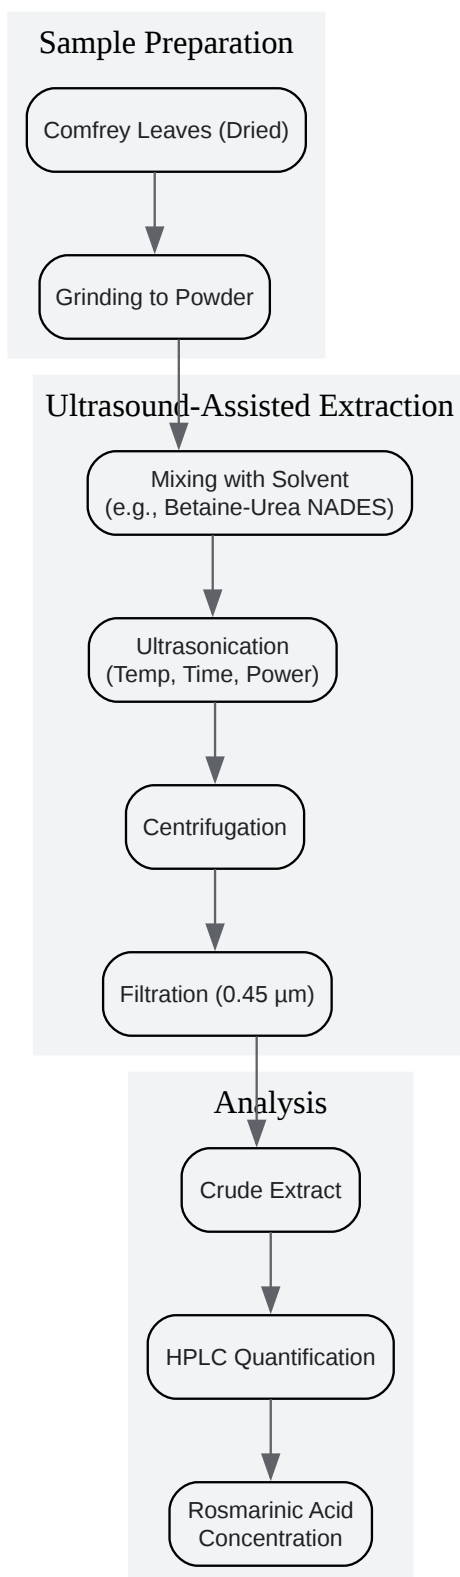 Sample Preparation
Comfrey Leaves (Dried)
Grinding to Powder
Ultrasound-Assisted Extraction
Mixing with Solvent
(e.g., Betaine-Urea NADES)
Ultrasonication
(Temp, Time, Power)
Centrifugation
Filtration (0.45 µm)
Analysis
Crude Extract
HPLC Quantification
Rosmarinic Acid
Concentration